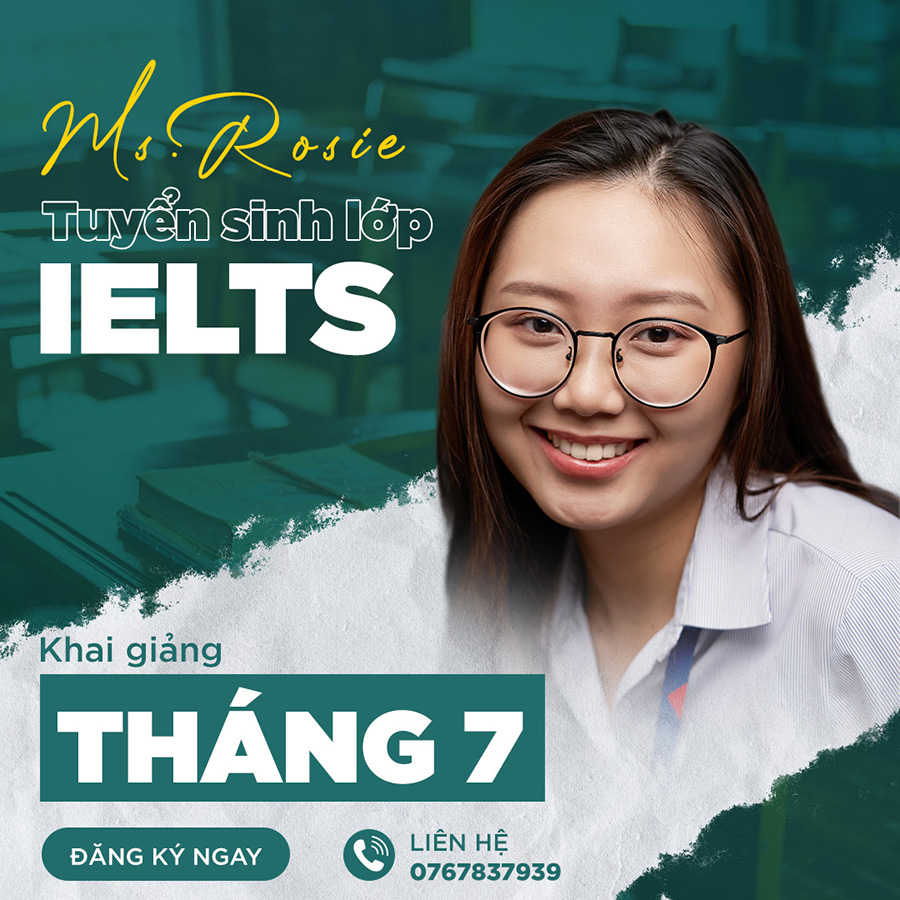 Ms. Rosie
Tuyển sinh lớp
IELTS
Khai giảng
THÁNG 7
ĐĂNG KÝ NGAY
LIÊN HỆ
0767837939